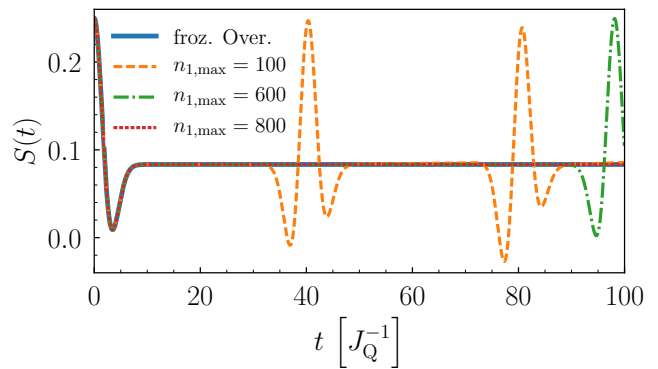 froz. Over.
n₁,max = 100
n₁,max = 600
n₁,max = 800
S(t)
0.2
0.1
0.0
0 20 40 60 80 100
t [J_Q^{-1}]